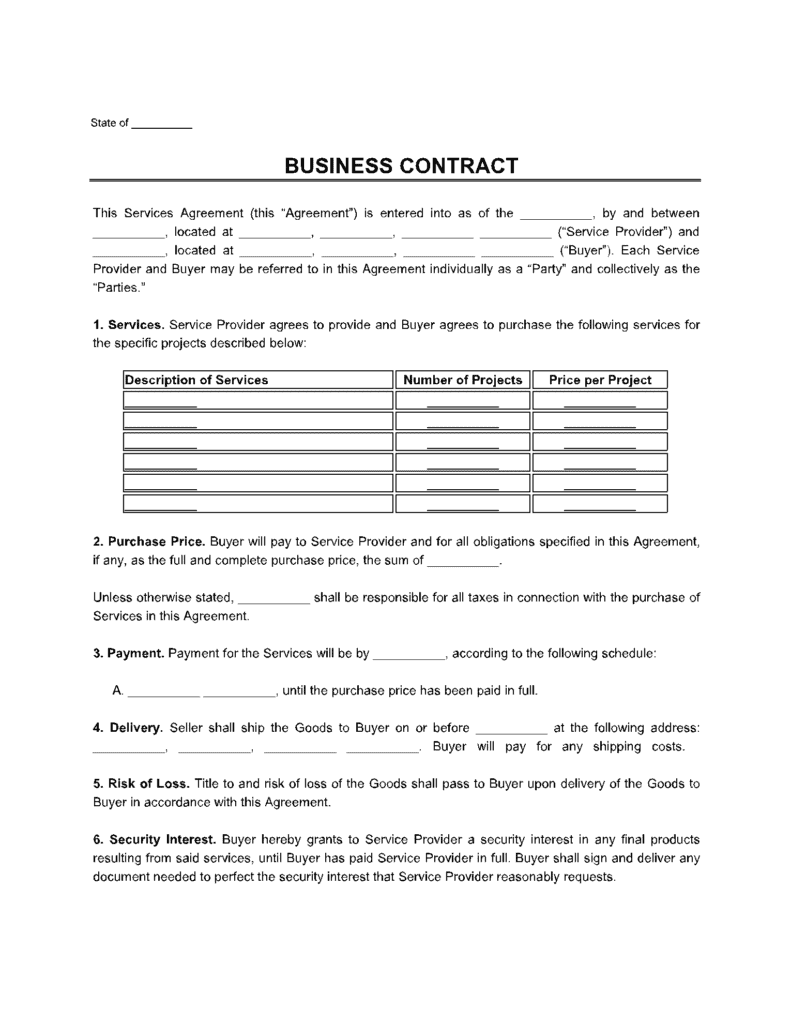 State of __________
BUSINESS CONTRACT
This Services Agreement (this “Agreement”) is entered into as of the __________, by and between
__________, located at __________, __________, __________ __________ (“Service Provider”) and
__________, located at __________, __________, __________ __________ (“Buyer”). Each Service
Provider and Buyer may be referred to in this Agreement individually as a “Party” and collectively as the
“Parties.”
1. Services. Service Provider agrees to provide and Buyer agrees to purchase the following services for
the specific projects described below:
Description of Services Number of Projects Price per Project
__________ __________ __________
__________ __________ __________
__________ __________ __________
__________ __________ __________
__________ __________ __________
__________ __________ __________
2. Purchase Price. Buyer will pay to Service Provider and for all obligations specified in this Agreement,
if any, as the full and complete purchase price, the sum of __________.
Unless otherwise stated, __________ shall be responsible for all taxes in connection with the purchase of
Services in this Agreement.
3. Payment. Payment for the Services will be by __________, according to the following schedule:
A. __________ __________, until the purchase price has been paid in full.
4. Delivery. Seller shall ship the Goods to Buyer on or before __________ at the following address:
__________, __________, __________ __________. Buyer will pay for any shipping costs.
5. Risk of Loss. Title to and risk of loss of the Goods shall pass to Buyer upon delivery of the Goods to
Buyer in accordance with this Agreement.
6. Security Interest. Buyer hereby grants to Service Provider a security interest in any final products
resulting from said services, until Buyer has paid Service Provider in full. Buyer shall sign and deliver any
document needed to perfect the security interest that Service Provider reasonably requests.